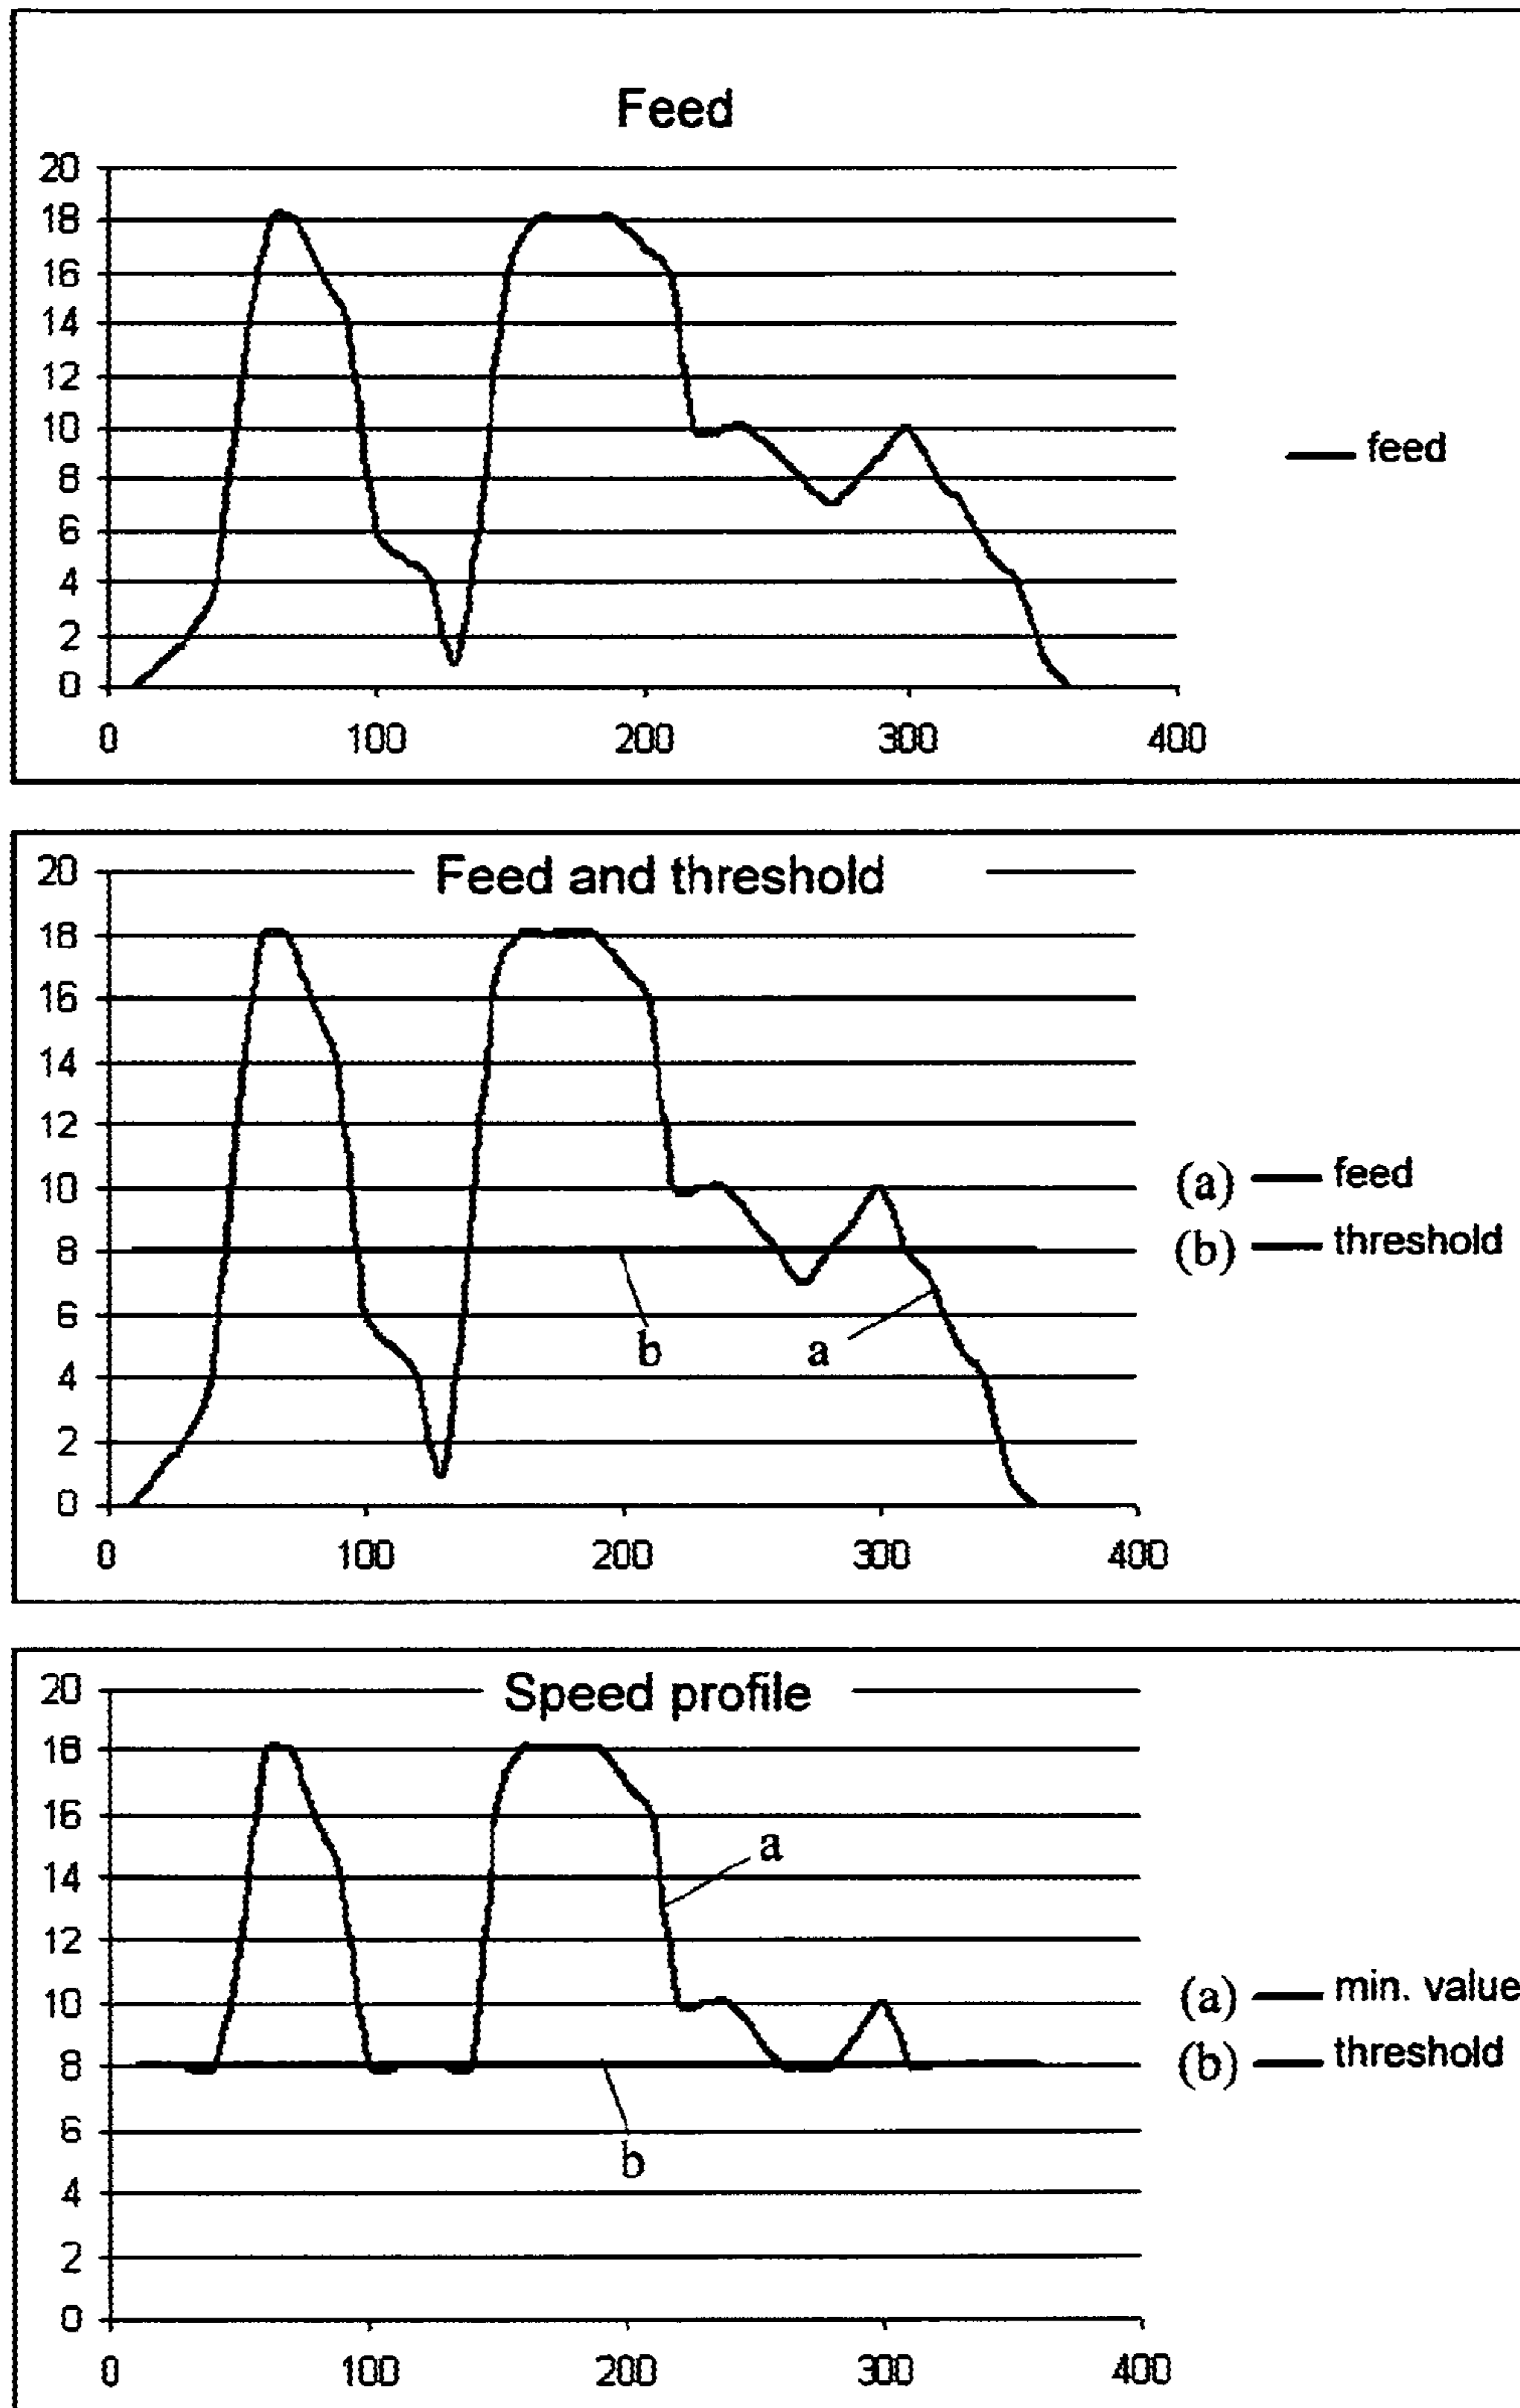 Feed
20
18
16
14
12
10
8
6
4
2
0
0 100 200 300 400
feed
Feed and threshold
20
18
16
14
12
10
8
6
4
2
0
0 100 200 300 400
b
a
(a) feed
(b) threshold
Speed profile
20
18
16
14
12
10
8
6
4
2
0
0 100 200 300 400
a
b
(a) min. value
(b) threshold